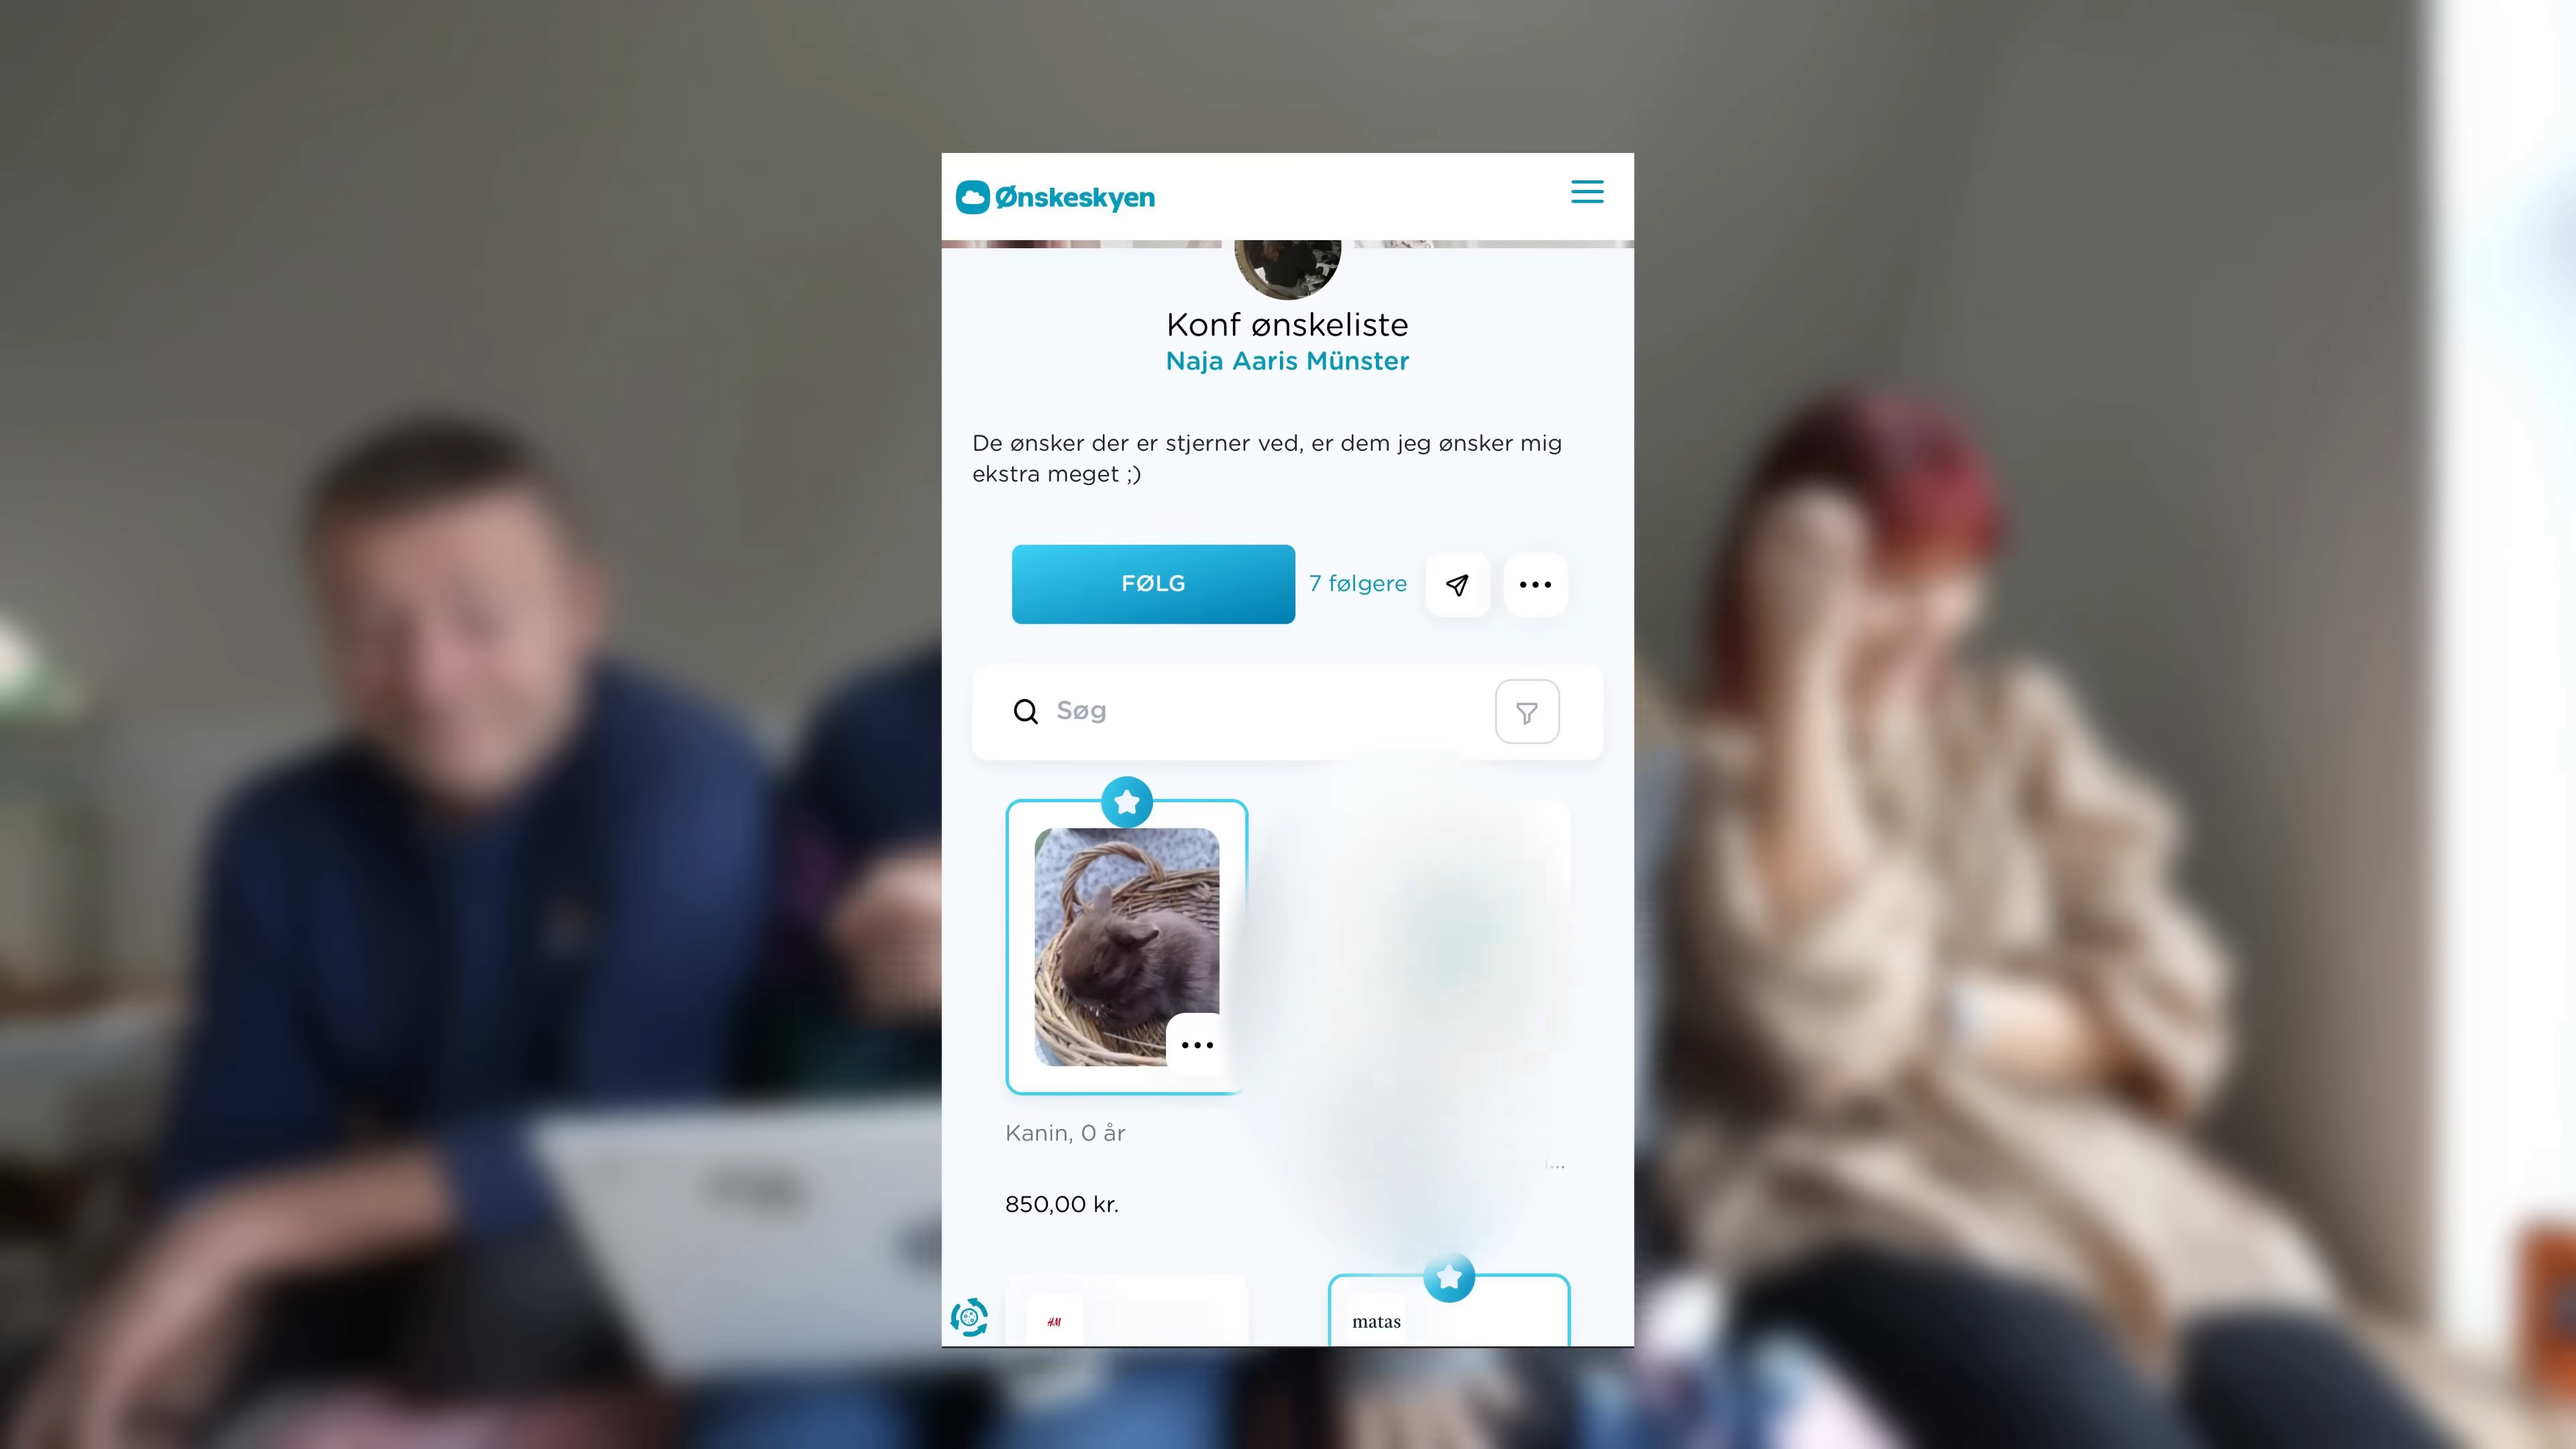 Ønskeskyen
Konf ønskeliste
Naja Aaris Münster
De ønsker der er stjerner ved, er dem jeg ønsker mig
ekstra meget ;)
FØLG
7 følgere
Søg
Kanin, 0 år
850,00 kr.
H&M
matas